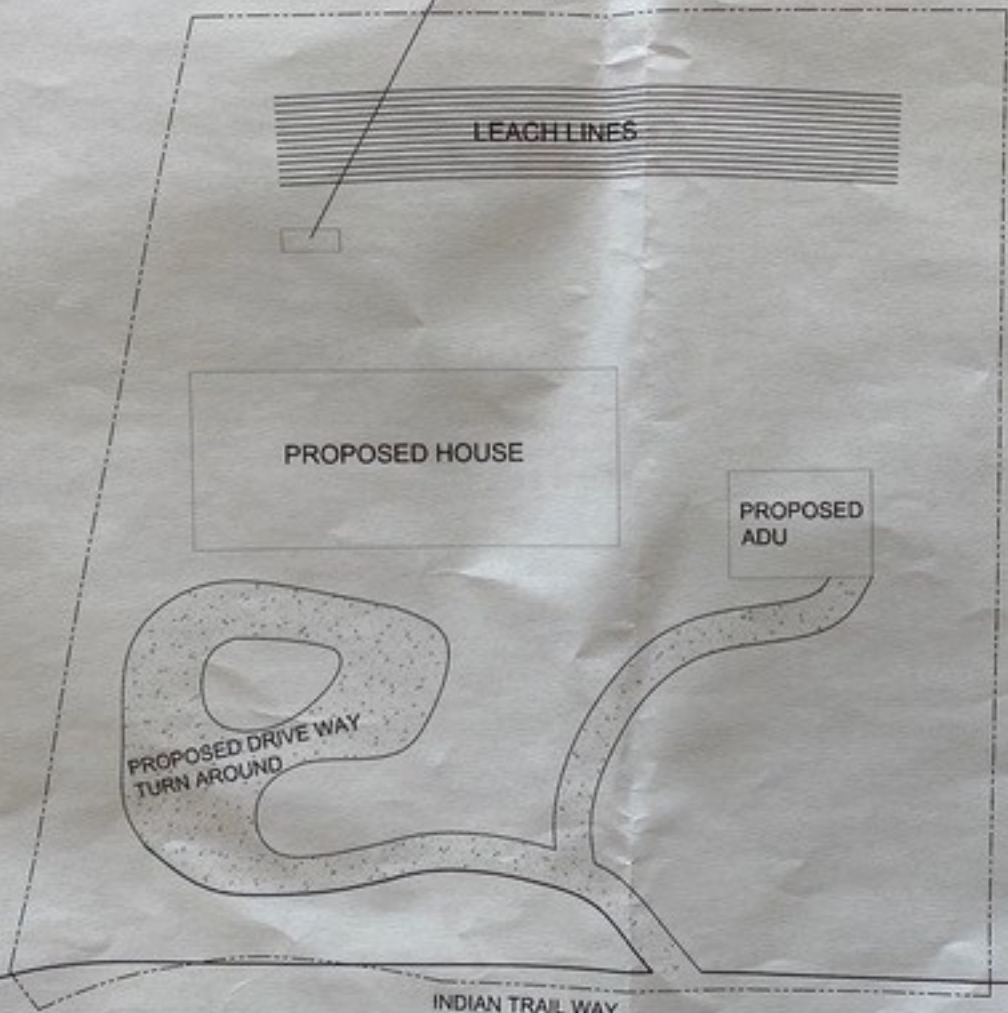 LEACH LINES
PROPOSED HOUSE
PROPOSED
ADU
PROPOSED DRIVE WAY
TURN AROUND
INDIAN TRAIL WAY